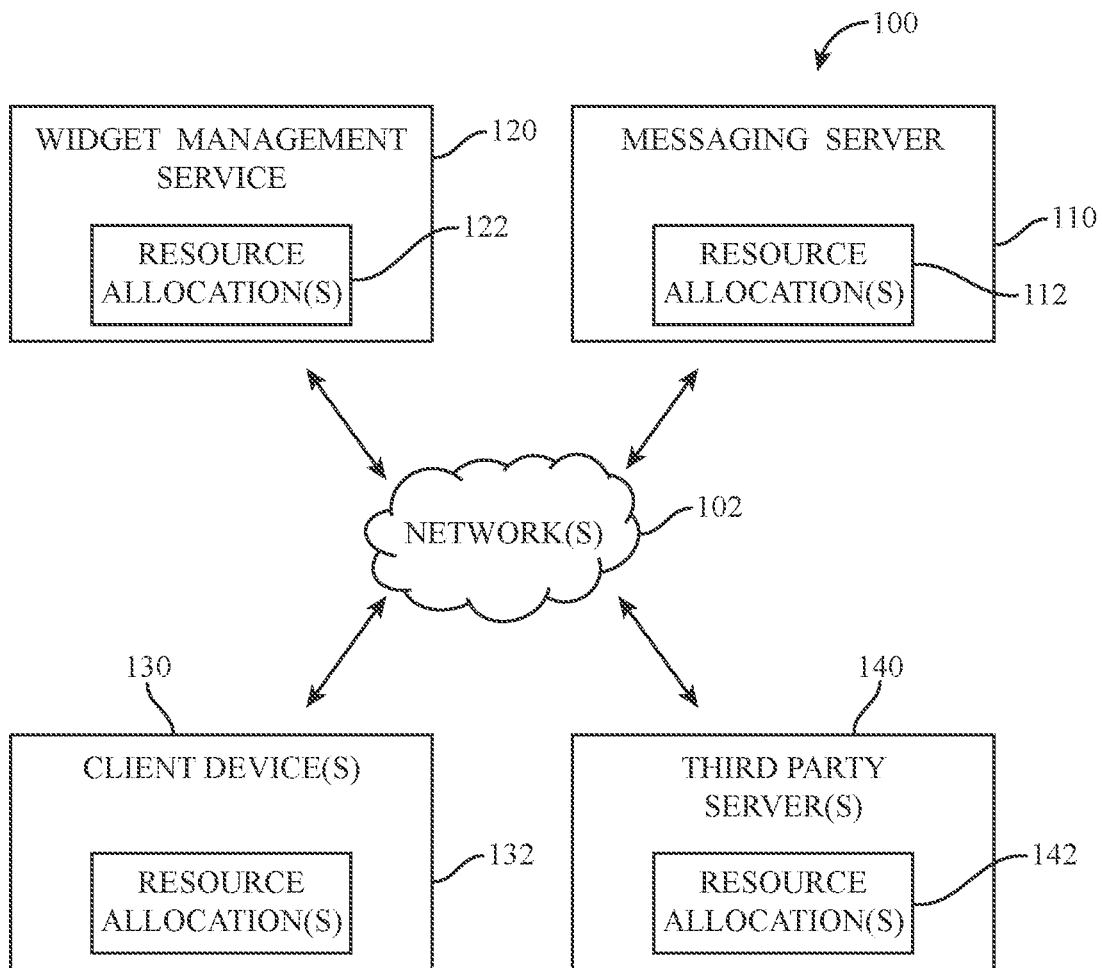 100
WIDGET MANAGEMENT
SERVICE
120
RESOURCE
ALLOCATION(S)
122
MESSAGING SERVER
110
RESOURCE
ALLOCATION(S)
112
NETWORK(S)
102
130
CLIENT DEVICE(S)
RESOURCE
ALLOCATION(S)
132
140
THIRD PARTY
SERVER(S)
RESOURCE
ALLOCATION(S)
142